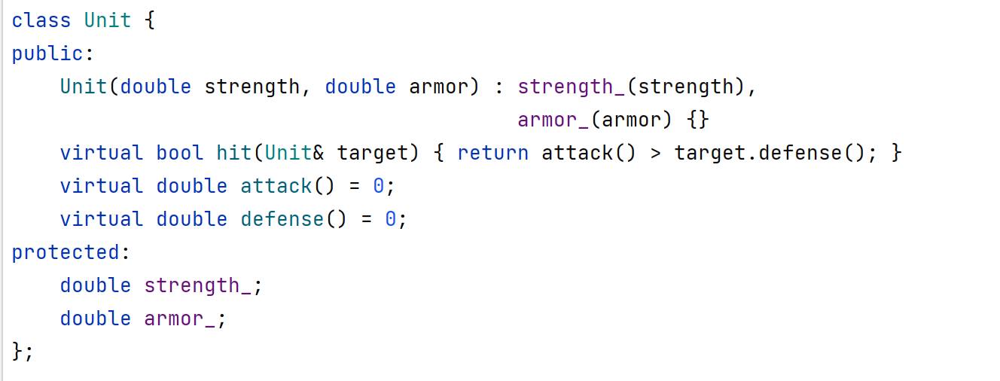 class Unit {
public:
    Unit(double strength, double armor) : strength_(strength),
                                          armor_(armor) {}
    virtual bool hit(Unit& target) { return attack() > target.defense(); }
    virtual double attack() = 0;
    virtual double defense() = 0;
protected:
    double strength_;
    double armor_;
};